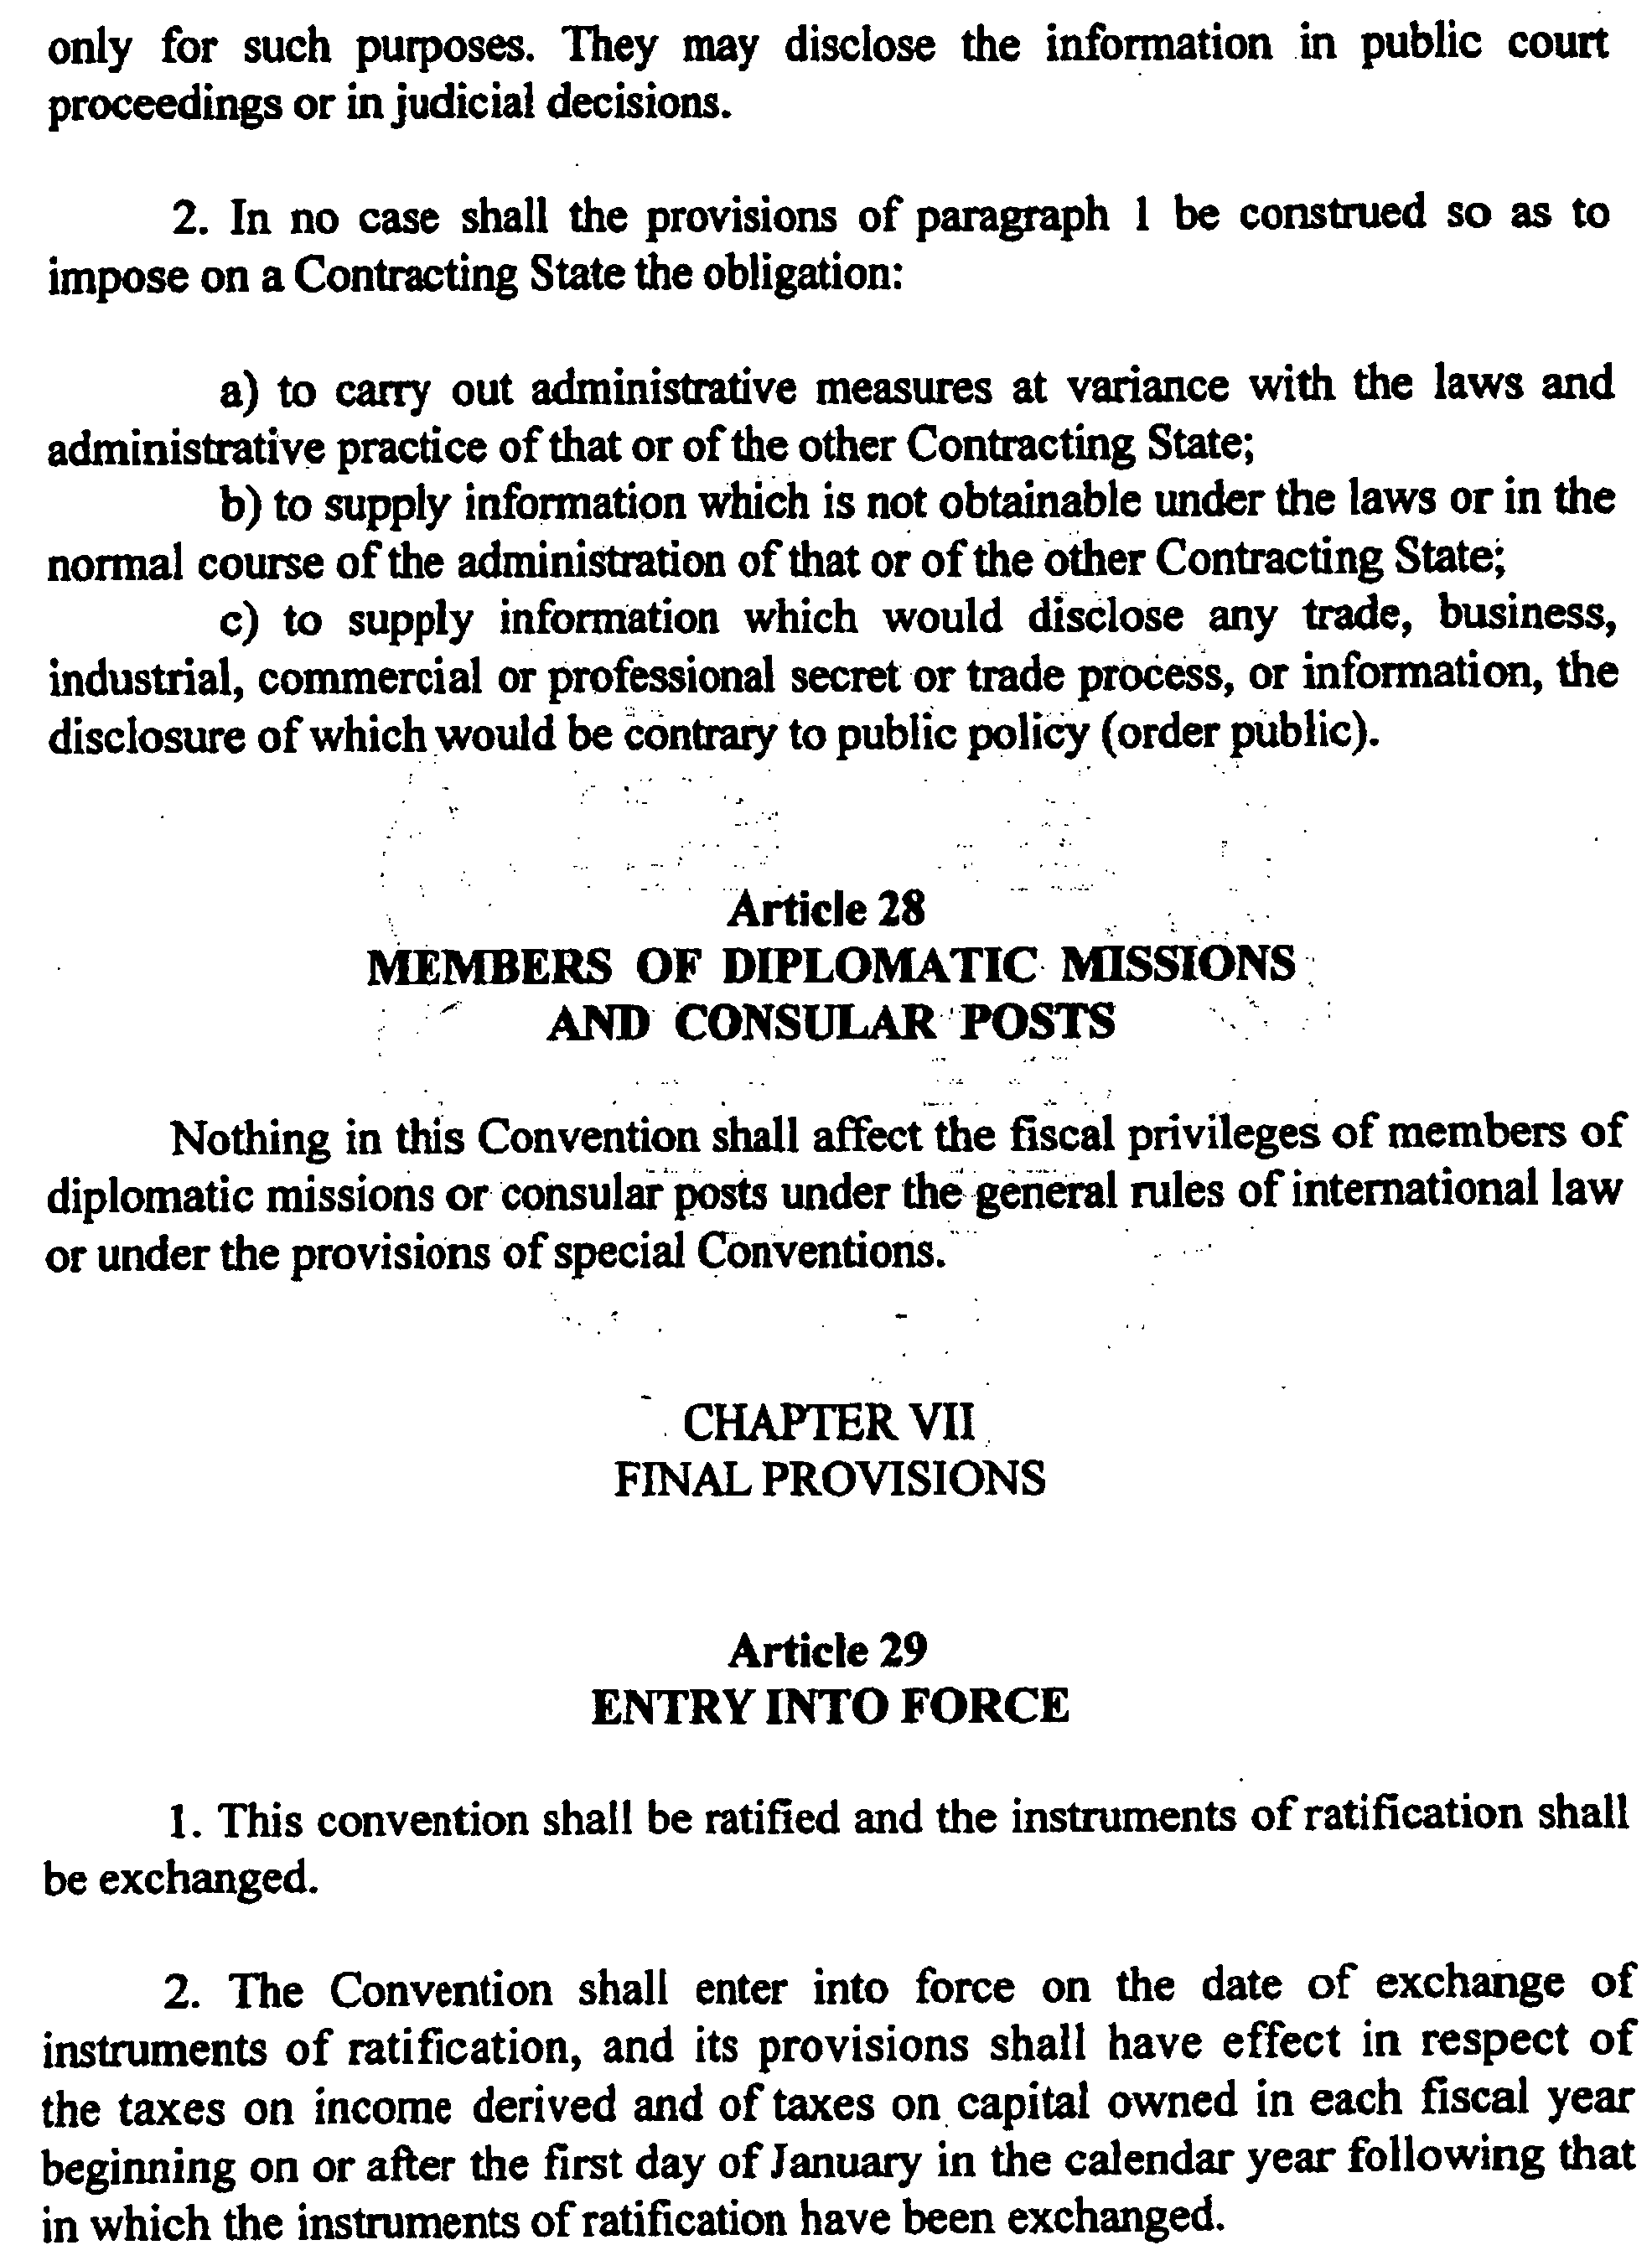 only for such purposes. They may disclose the information in public court
proceedings or in judicial decisions.
2. In no case shall the provisions of paragraph 1 be construed so as to
impose on a Contracting State the obligation:
a) to carry out administrative measures at variance with the laws and
administrative practice of that or of the other Contracting State;
b) to supply information which is not obtainable under the laws or in the
normal course of the administration of that or of the other Contracting State;
c) to supply information which would disclose any trade, business,
industrial, commercial or professional secret or trade process, or information, the
disclosure of which would be contrary to public policy (order public).
Article 28
MEMBERS OF DIPLOMATIC MISSIONS
AND CONSULAR POSTS
Nothing in this Convention shall affect the fiscal privileges of members of
diplomatic missions or consular posts under the general rules of international law
or under the provisions of special Conventions.
CHAPTER VII
FINAL PROVISIONS
Article 29
ENTRY INTO FORCE
1. This convention shall be ratified and the instruments of ratification shall
be exchanged.
2. The Convention shall enter into force on the date of exchange of
instruments of ratification, and its provisions shall have effect in respect of
the taxes on income derived and of taxes on capital owned in each fiscal year
beginning on or after the first day of January in the calendar year following that
in which the instruments of ratification have been exchanged.